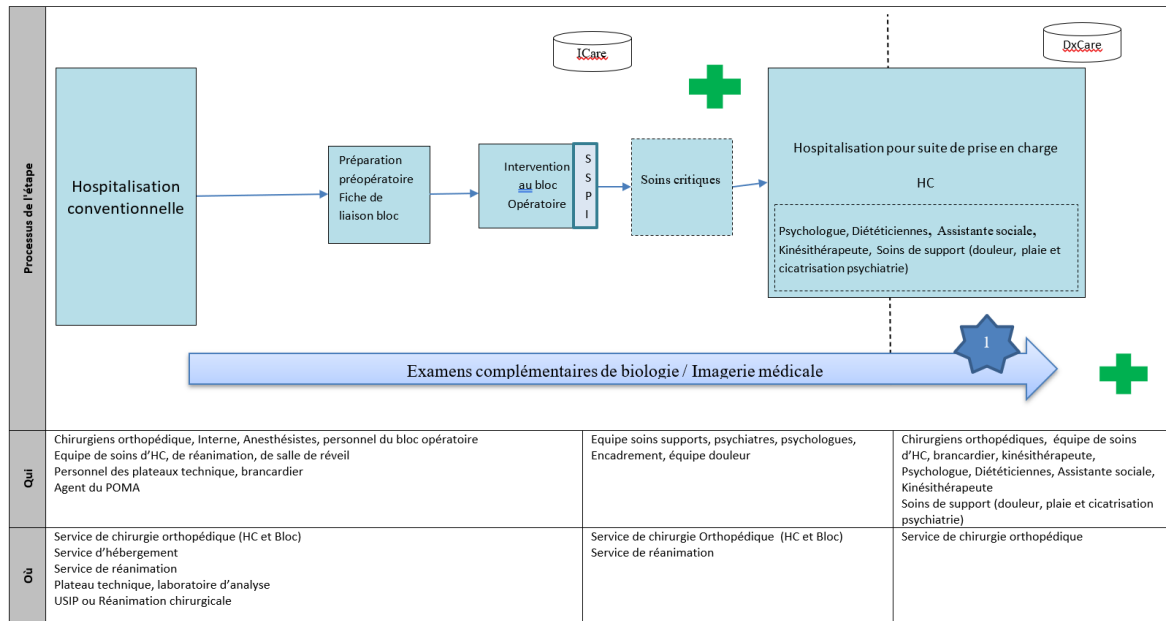 Processus de l'étape
ICare
DxCare
Hospitalisation
conventionnelle
Préparation
préopératoire
Fiche de
liaison bloc
Intervention
au bloc
Opératoire
S
S
P
I
Soins critiques
Hospitalisation pour suite de prise en charge
HC
Psychologue, Diététiciennes, Assistante sociale,
Kinésithérapeute, Soins de support (douleur, plaie et
cicatrisation psychiatrie)
1
Examens complémentaires de biologie / Imagerie médicale
Qui
Chirurgiens orthopédique, Interne, Anesthésistes, personnel du bloc opératoire
Equipe de soins d'HC, de réanimation, de salle de réveil
Personnel des plateaux technique, brancardier
Agent du POMA
Equipe soins supports, psychiatres, psychologues,
Encadrement, équipe douleur
Chirurgiens orthopédiques, équipe de soins
d'HC, brancardier, kinésithérapeute,
Psychologue, Diététiciennes, Assistante sociale,
Kinésithérapeute
Soins de support (douleur, plaie et cicatrisation
psychiatrie)
Où
Service de chirurgie orthopédique (HC et Bloc)
Service d'hébergement
Service de réanimation
Plateau technique, laboratoire d'analyse
USIP ou Réanimation chirurgicale
Service de chirurgie Orthopédique (HC et Bloc)
Service de réanimation
Service de chirurgie orthopédique